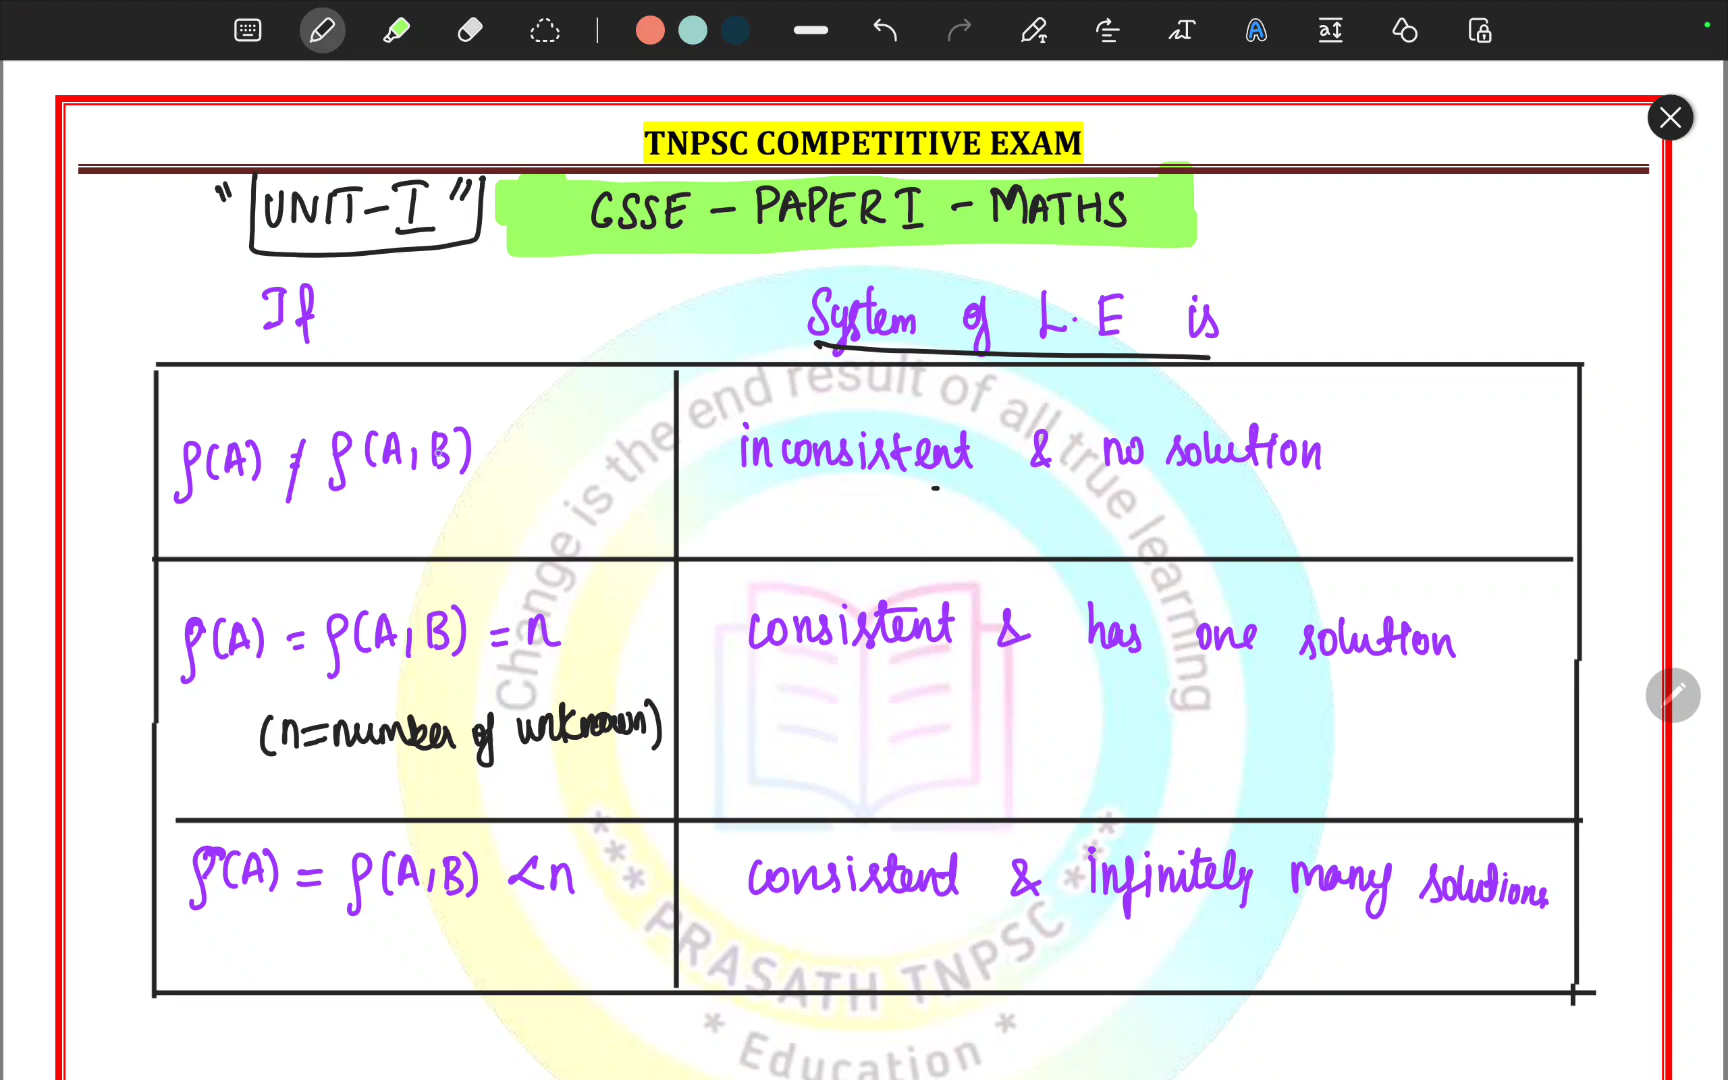 TNPSC COMPETITIVE EXAM
" UNIT-I " CSSE - PAPER I - MATHS
If System of L.E is
ρ(A) ≠ ρ(A,B) inconsistent & no solution
ρ(A) = ρ(A,B) = n consistent & has one solution
(n=number of unknown)
ρ(A) = ρ(A,B) < n consistent & infinitely many solutions
Change is the end result of all true learning
*** PRASATH TNPSC ***
* Education *